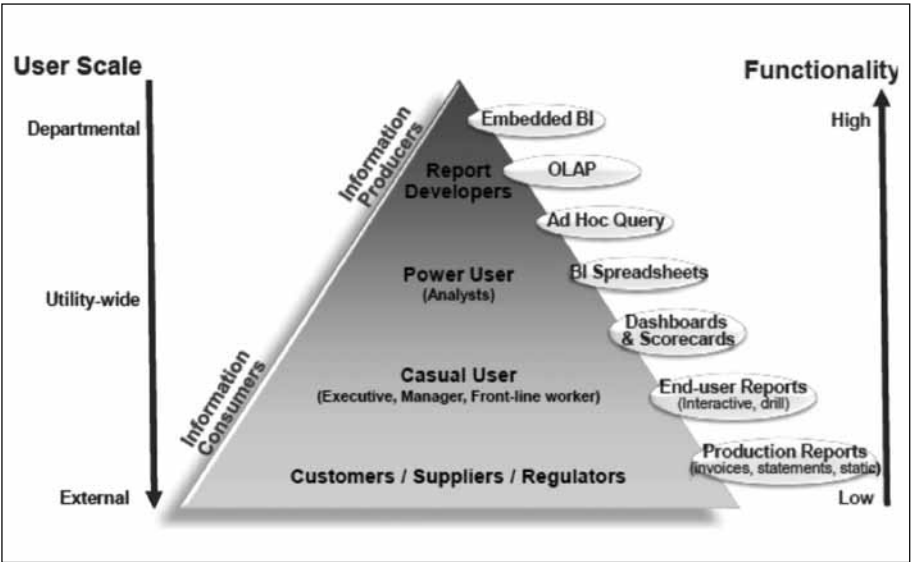 User Scale
Departmental
Utility-wide
External
Information
Producers
Information
Consumers
Report
Developers
Power User
(Analysts)
Casual User
(Executive, Manager, Front-line worker)
Customers / Suppliers / Regulators
Embedded BI
OLAP
Ad Hoc Query
BI Spreadsheets
Dashboards
& Scorecards
End-user Reports
(Interactive, drill)
Production Reports
(invoices, statements, static)
Functionality
High
Low